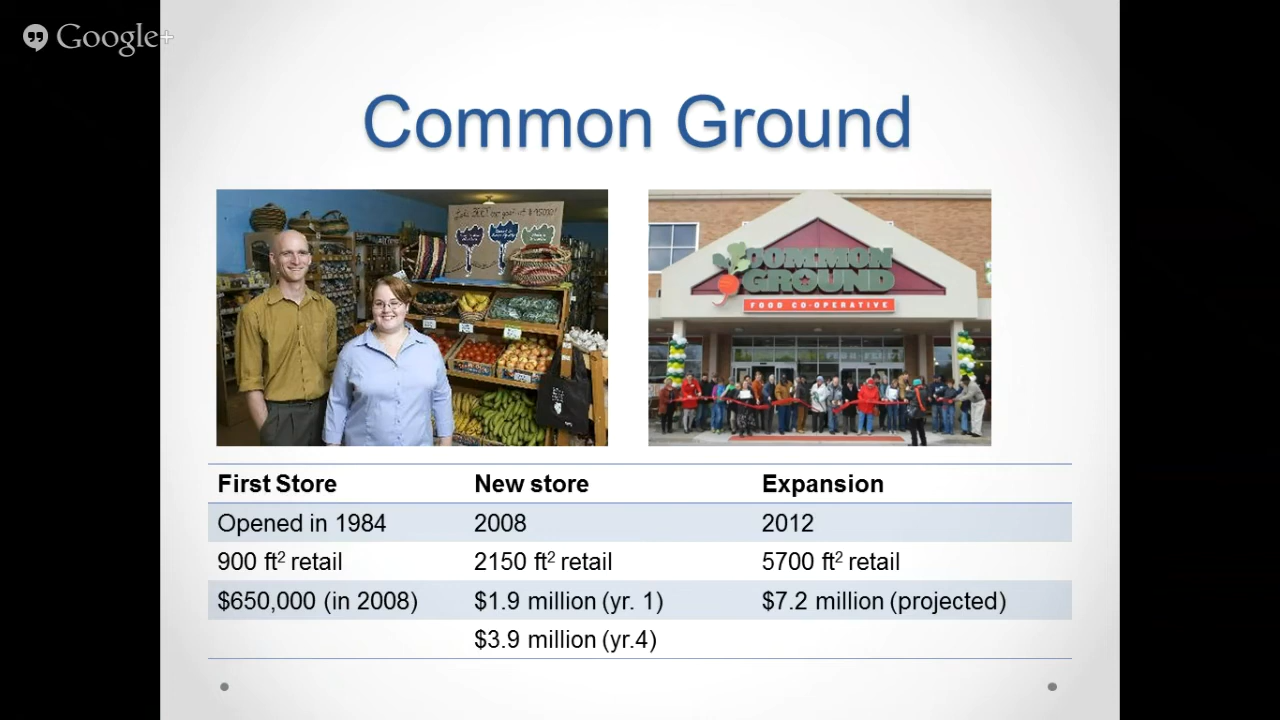 Google+
Common Ground
COMMON
GROUND
FOOD CO-OPERATIVE
First Store New store Expansion
Opened in 1984 2008 2012
900 ft² retail 2150 ft² retail 5700 ft² retail
$650,000 (in 2008) $1.9 million (yr. 1) $7.2 million (projected)
$3.9 million (yr.4)